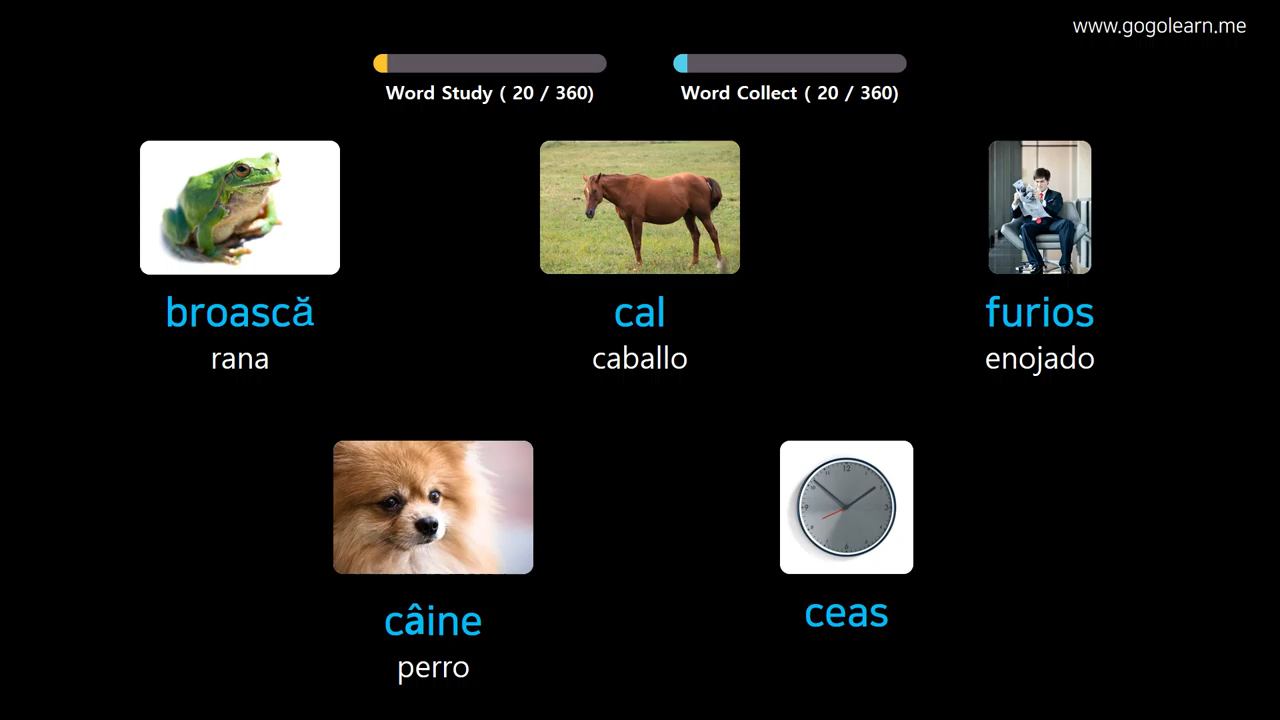 www.gogolearn.me
Word Study ( 20 / 360)
Word Collect ( 20 / 360)
broască
rana
cal
caballo
furios
enojado
câine
perro
ceas